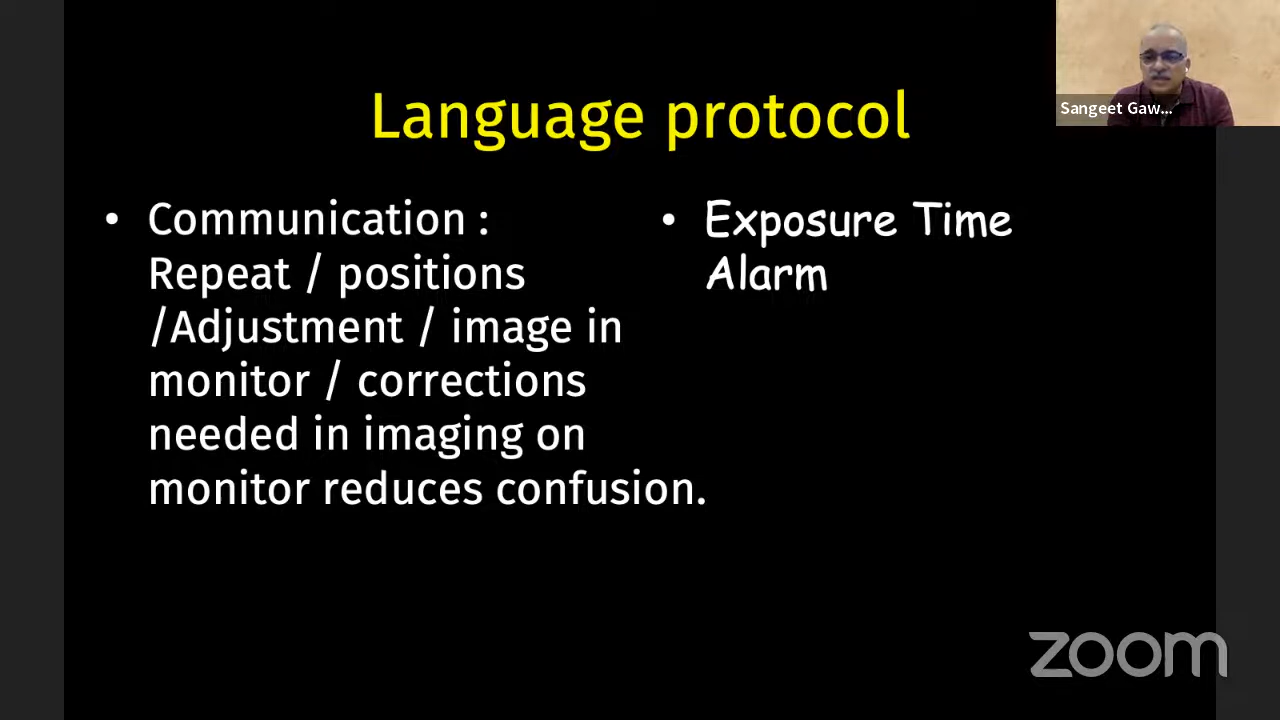 Language protocol
Sangeet Gaw...
• Communication :
Repeat / positions
/Adjustment / image in
monitor / corrections
needed in imaging on
monitor reduces confusion.
• Exposure Time
Alarm
zoom